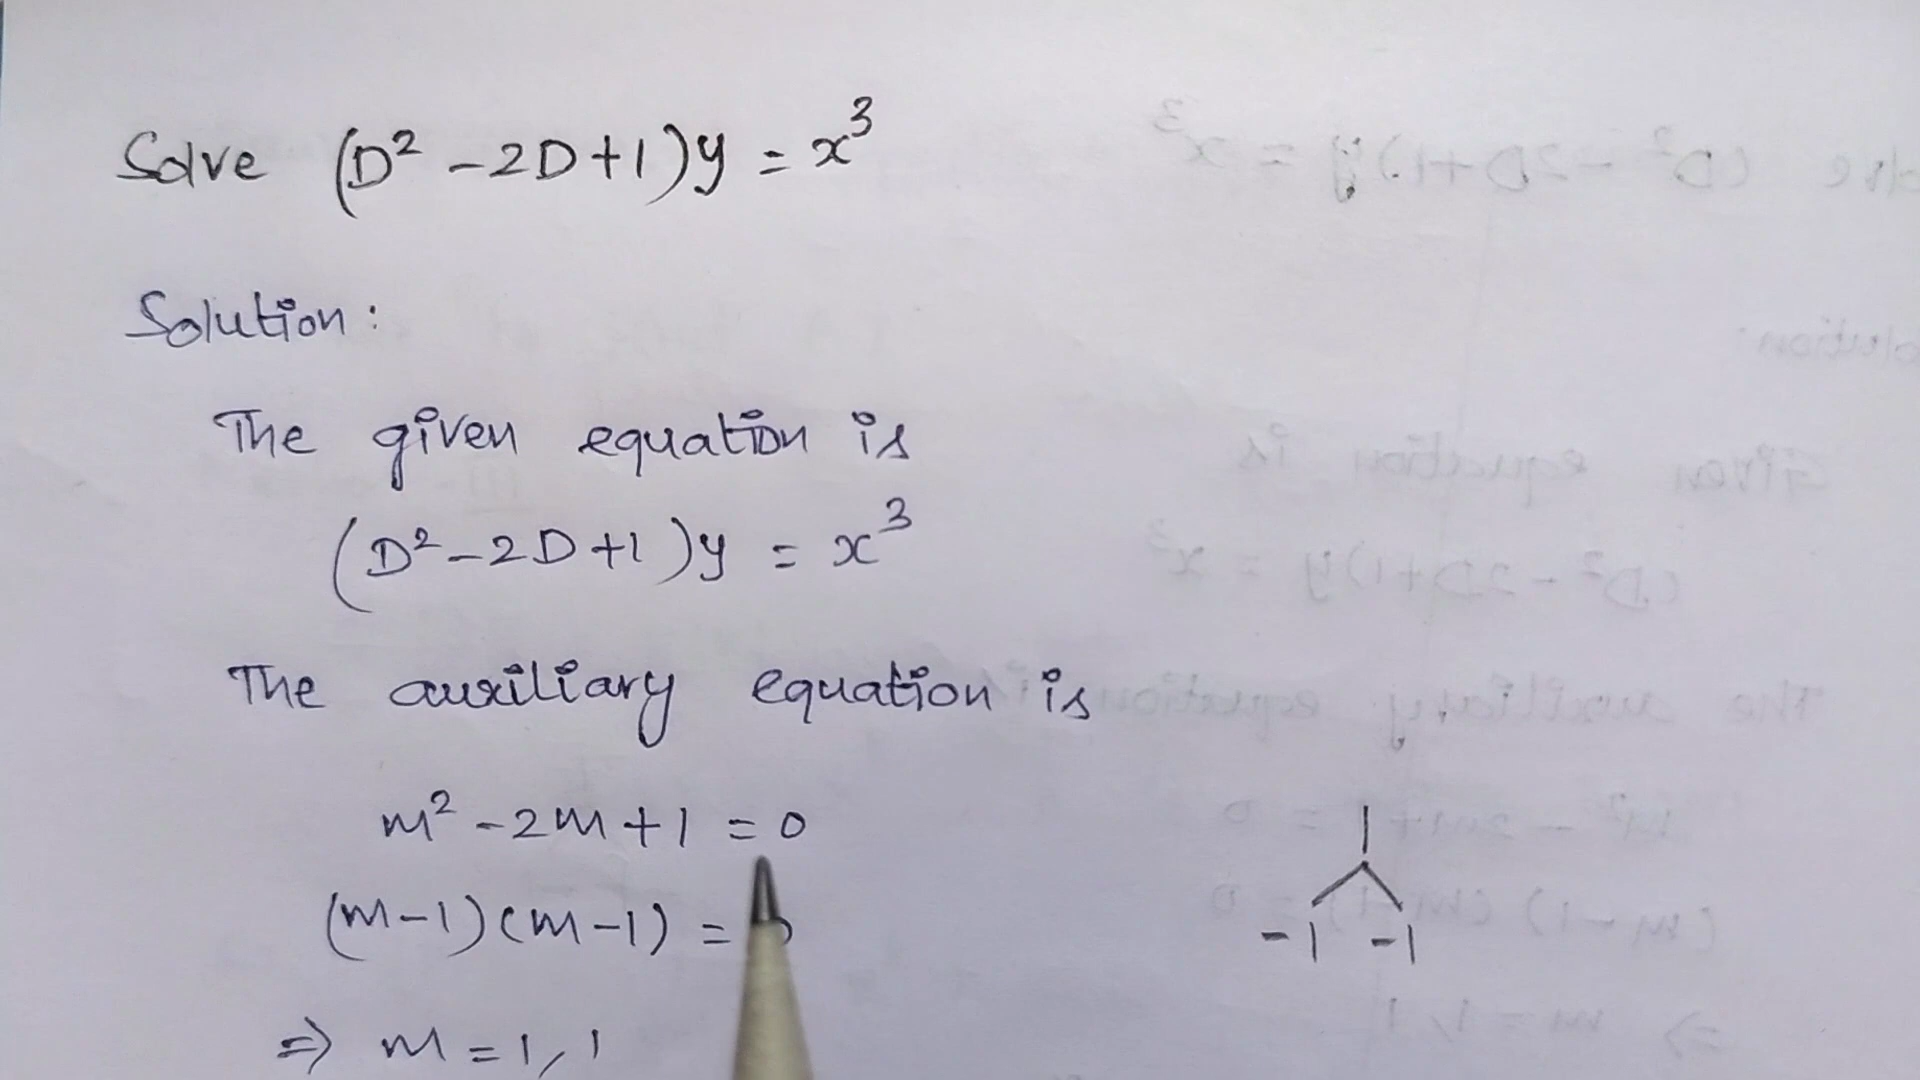 Solve (D² - 2D + 1)y = x³
Solution:
The given equation is
(D² - 2D + 1)y = x³
The auxiliary equation is
m² - 2m + 1 = 0
(m - 1)(m - 1) =
1
-1 -1
⇒ m = 1, 1